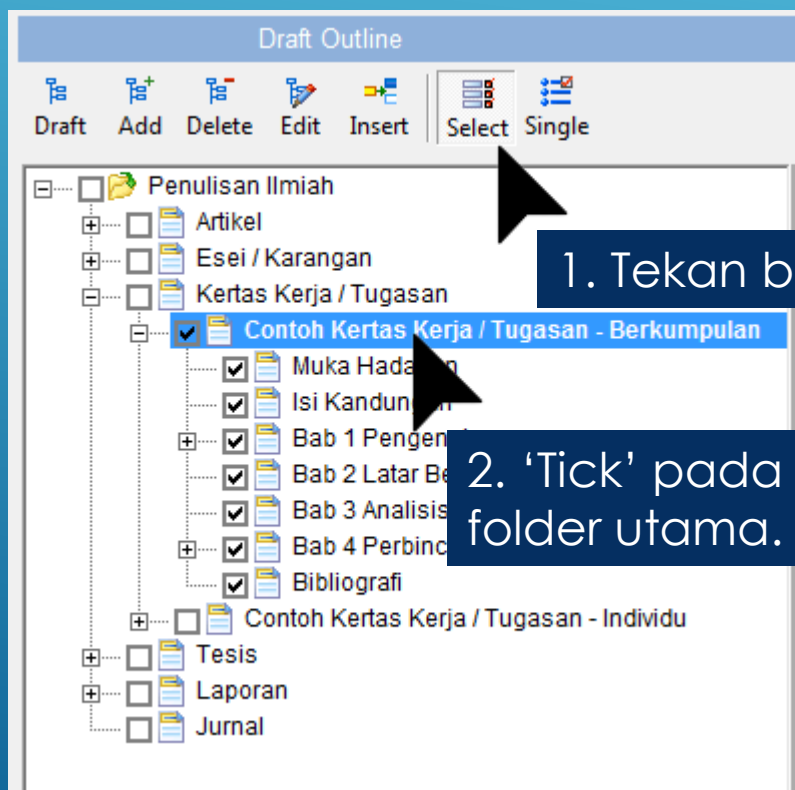 Draft Outline
Draft Add Delete Edit Insert Select Single
Penulisan Ilmiah
Artikel
Esei / Karangan
1. Tekan b
Kertas Kerja / Tugasan
Contoh Kertas Kerja / Tugasan - Berkumpulan
Muka Hada
Isi Kandung
Bab 1 Pengen
2. 'Tick' pada
folder utama.
Bab 2 Latar Be
Bab 3 Analisis
Bab 4 Perbinc
Bibliografi
Contoh Kertas Kerja / Tugasan - Individu
Tesis
Laporan
Jurnal